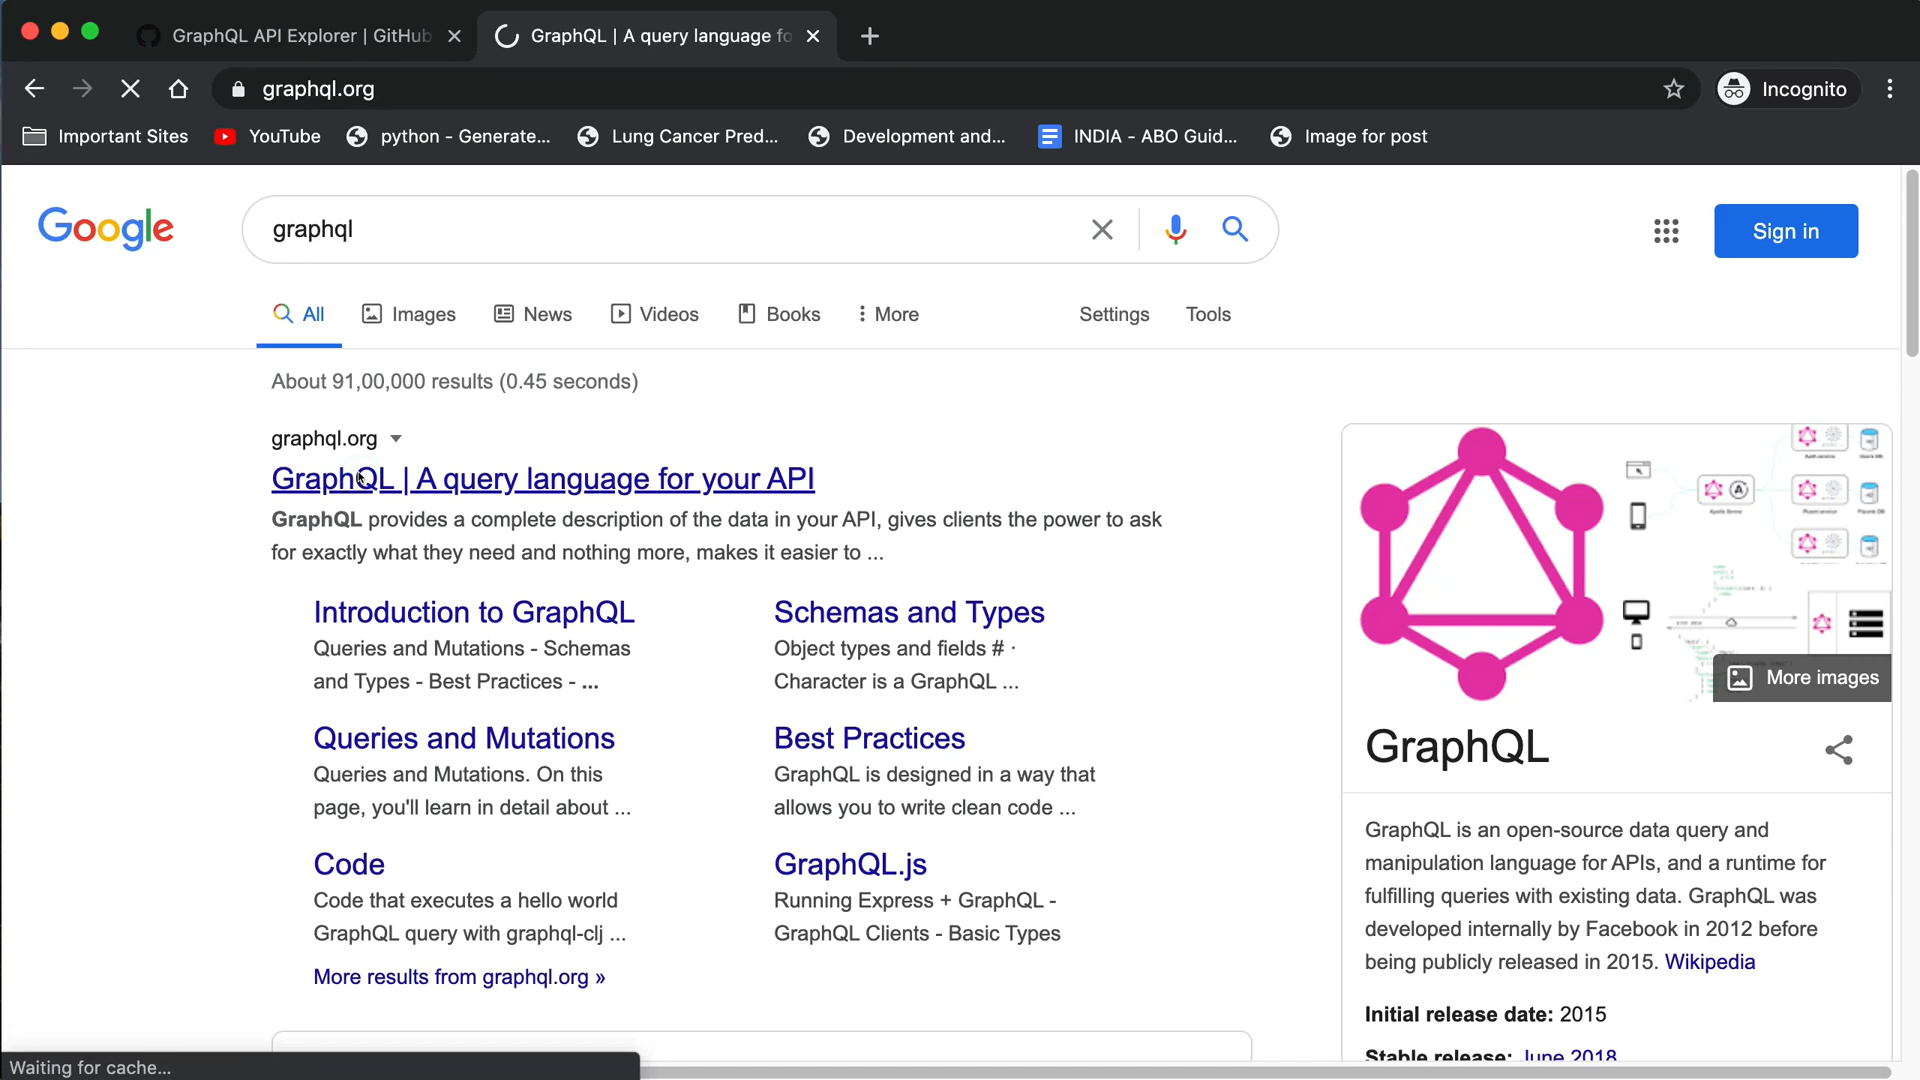 GraphQL API Explorer | GitHub
GraphQL | A query language fo
graphql.org
Incognito
Important Sites
YouTube
python - Generate...
Lung Cancer Pred...
Development and...
INDIA - ABO Guid...
Image for post
Google
graphql
Sign in
All
Images
News
Videos
Books
More
Settings
Tools
About 91,00,000 results (0.45 seconds)
graphql.org
GraphQL | A query language for your API
GraphQL provides a complete description of the data in your API, gives clients the power to ask
for exactly what they need and nothing more, makes it easier to ...
Introduction to GraphQL
Queries and Mutations - Schemas
and Types - Best Practices - ...
Schemas and Types
Object types and fields # ·
Character is a GraphQL ...
Queries and Mutations
Queries and Mutations. On this
page, you'll learn in detail about ...
Best Practices
GraphQL is designed in a way that
allows you to write clean code ...
Code
Code that executes a hello world
GraphQL query with graphql-clj ...
GraphQL.js
Running Express + GraphQL -
GraphQL Clients - Basic Types
More results from graphql.org »
More images
GraphQL
GraphQL is an open-source data query and
manipulation language for APIs, and a runtime for
fulfilling queries with existing data. GraphQL was
developed internally by Facebook in 2012 before
being publicly released in 2015. Wikipedia
Initial release date: 2015
Stable release: June 2018
Waiting for cache...